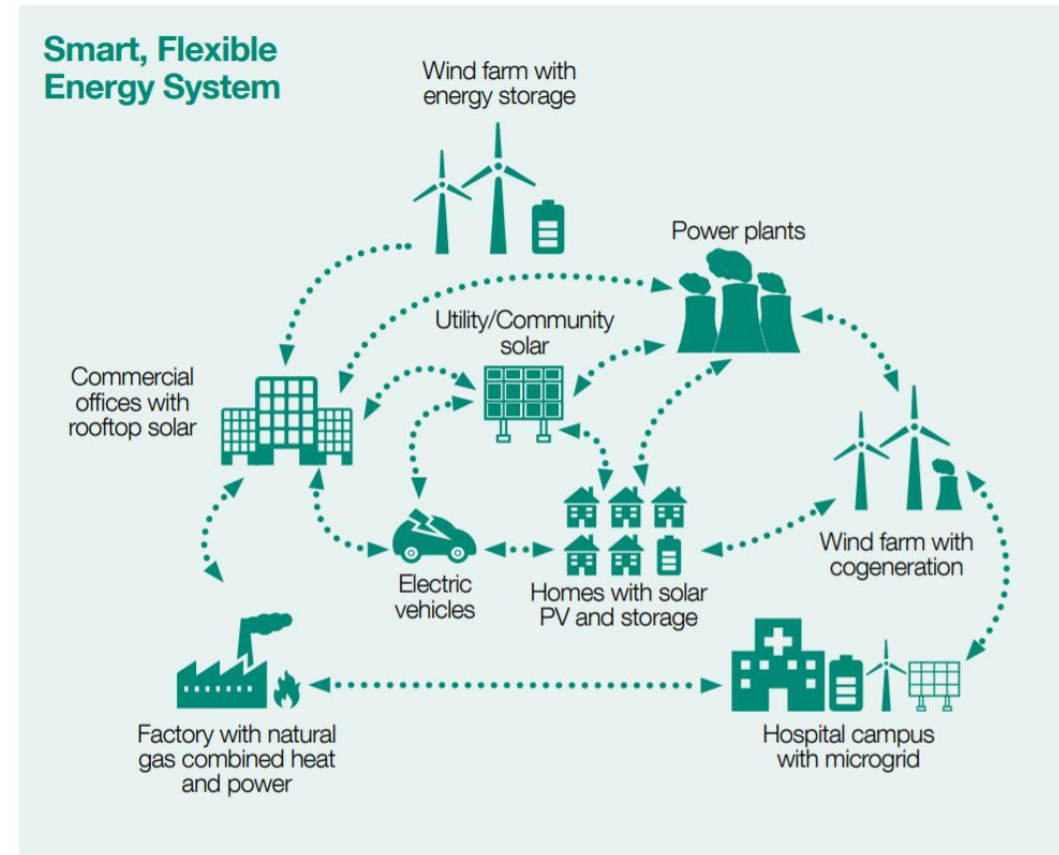 Smart, Flexible
Energy System
Wind farm with
energy storage
Power plants
Utility/Community
solar
Commercial
offices with
rooftop solar
Electric
vehicles
Homes with solar
PV and storage
Wind farm with
cogeneration
Factory with natural
gas combined heat
and power
Hospital campus
with microgrid